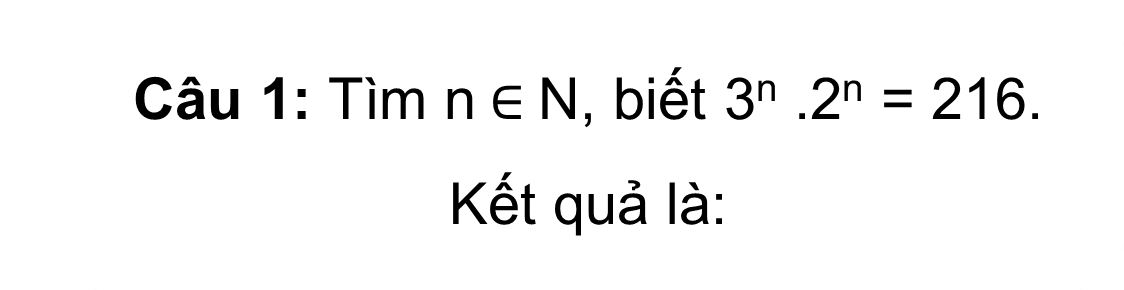 Câu 1: Tìm n ∈ N, biết 3ⁿ .2ⁿ = 216.
Kết quả là: